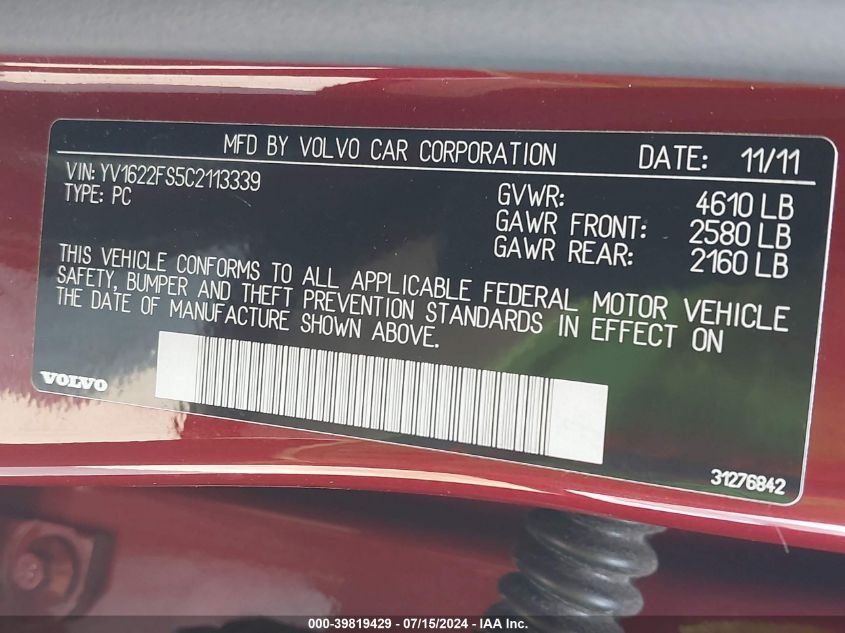 MFD BY VOLVO CAR CORPORATION DATE: 11/11
VIN: YV1622FS5C2113339
TYPE: PC
GVWR: 4610 LB
GAWR FRONT: 2580 LB
GAWR REAR: 2160 LB
THIS VEHICLE CONFORMS TO ALL APPLICABLE FEDERAL MOTOR VEHICLE
SAFETY, BUMPER AND THEFT PREVENTION STANDARDS IN EFFECT ON
THE DATE OF MANUFACTURE SHOWN ABOVE.
VOLVO
31276842
000-39819429 - 07/15/2024 - IAA Inc.